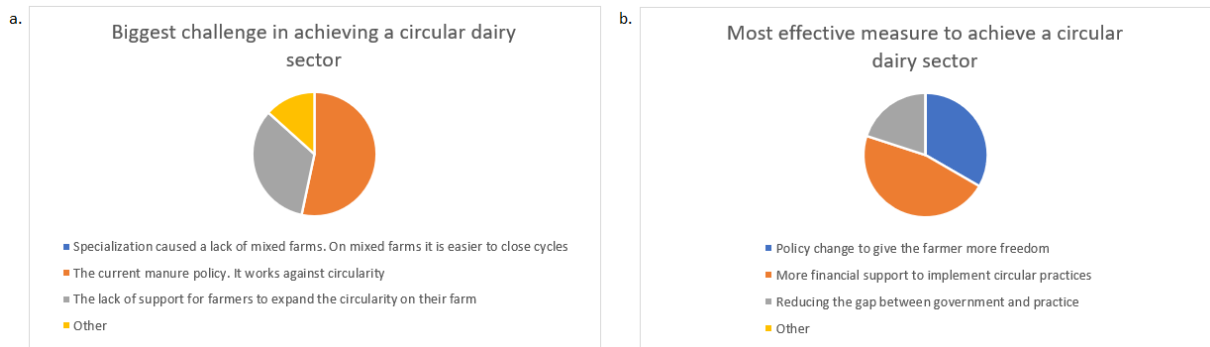 a.
Biggest challenge in achieving a circular dairy
sector
Specialization caused a lack of mixed farms. On mixed farms it is easier to close cycles
The current manure policy. It works against circularity
The lack of support for farmers to expand the circularity on their farm
Other
b.
Most effective measure to achieve a circular
dairy sector
Policy change to give the farmer more freedom
More financial support to implement circular practices
Reducing the gap between government and practice
Other